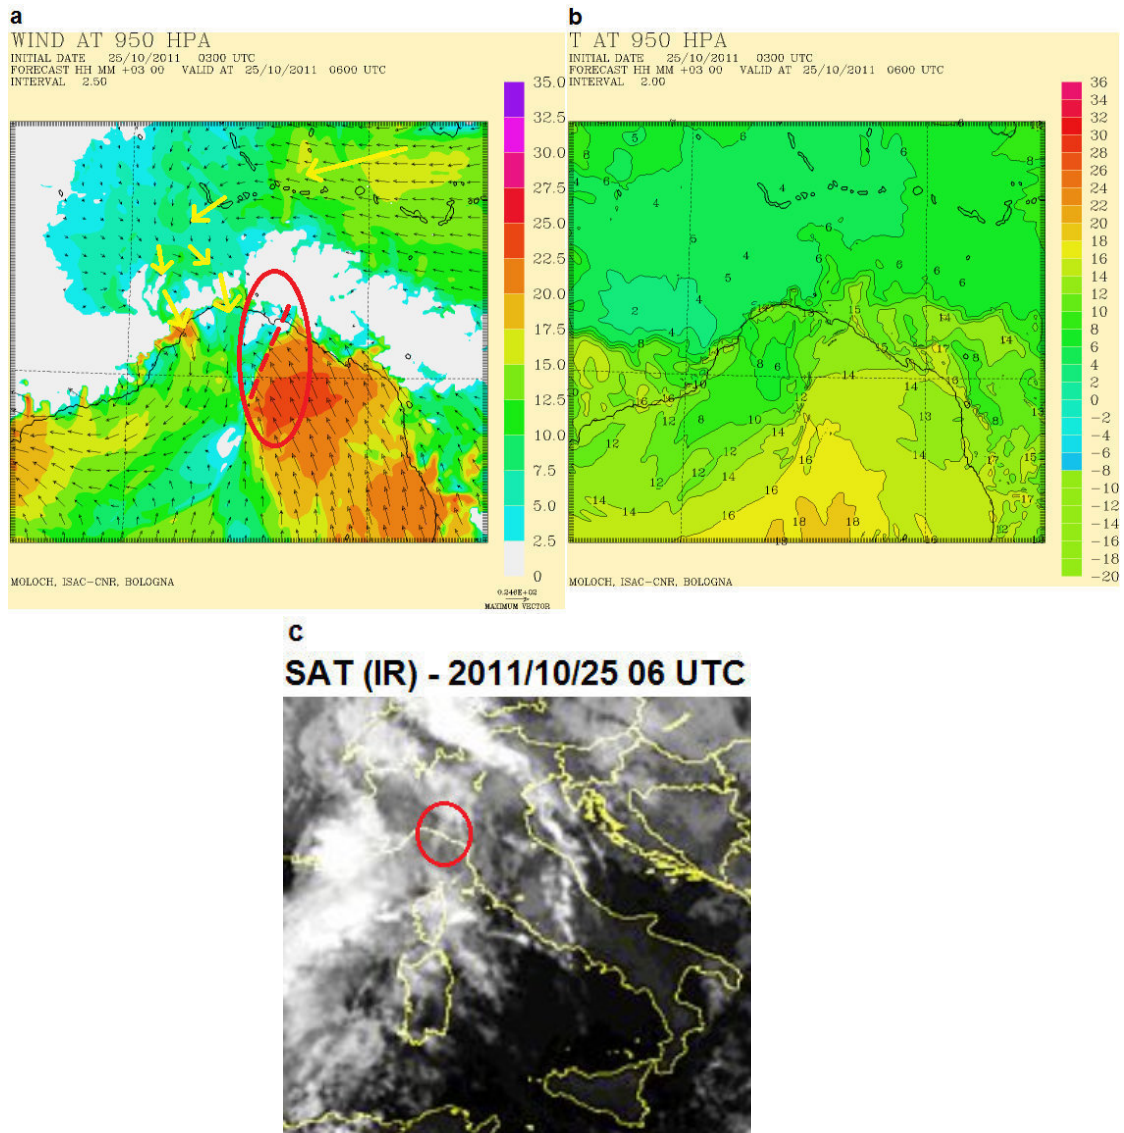 a
WIND AT 950 HPA
INITIAL DATE 25/10/2011 0300 UTC
FORECAST HH MM +03 00 VALID AT 25/10/2011 0600 UTC
INTERVAL 2.50
35.0
32.5
30.0
27.5
25.0
22.5
20.0
17.5
15.0
12.5
10.0
7.5
5.0
2.5
0
MOLOCH, ISAC-CNR, BOLOGNA
0.246E+02
MAXIMUM VECTOR
b
T AT 950 HPA
INITIAL DATE 25/10/2011 0300 UTC
FORECAST HH MM +03 00 VALID AT 25/10/2011 0600 UTC
INTERVAL 2.00
36
34
32
30
28
26
24
22
20
18
16
14
12
10
8
6
4
2
0
−2
−4
−6
−8
−10
−12
−14
−16
−18
−20
MOLOCH, ISAC-CNR, BOLOGNA
c
SAT (IR) - 2011/10/25 06 UTC